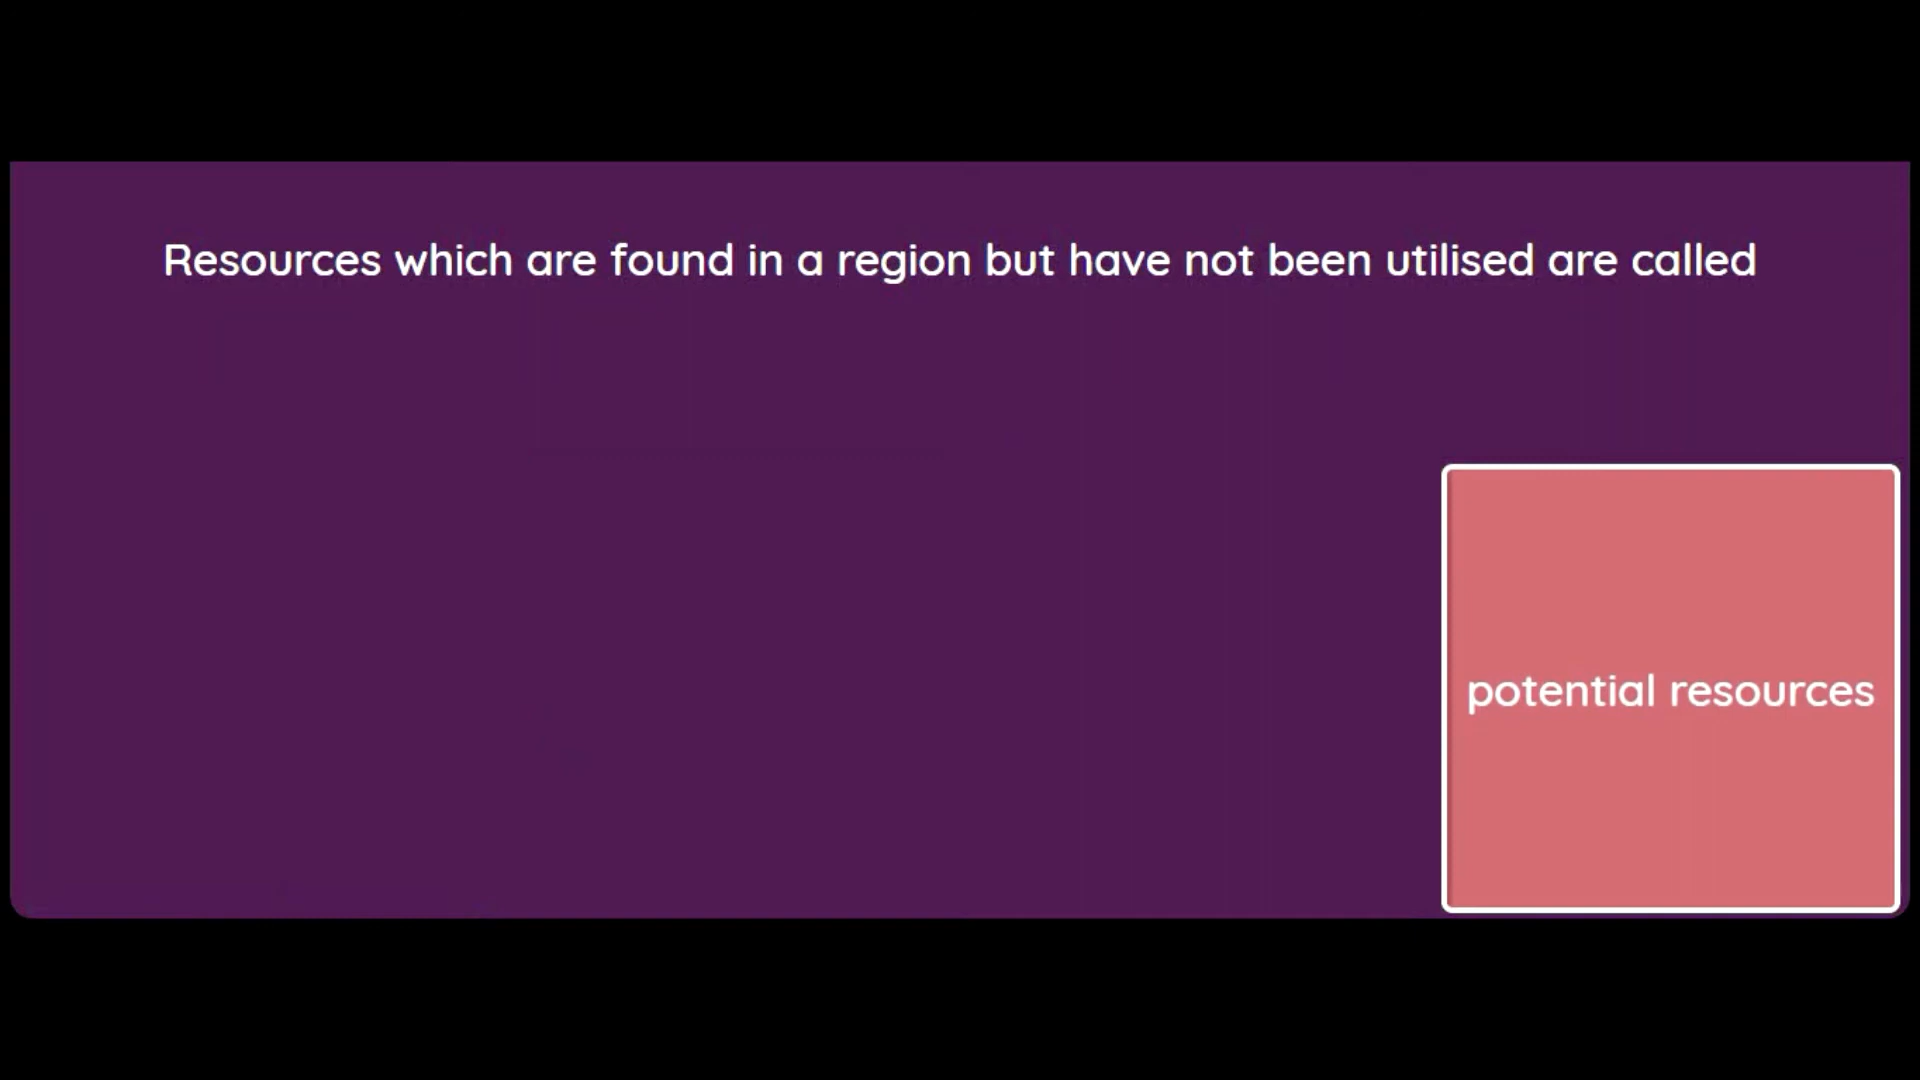 Resources which are found in a region but have not been utilised are called
potential resources